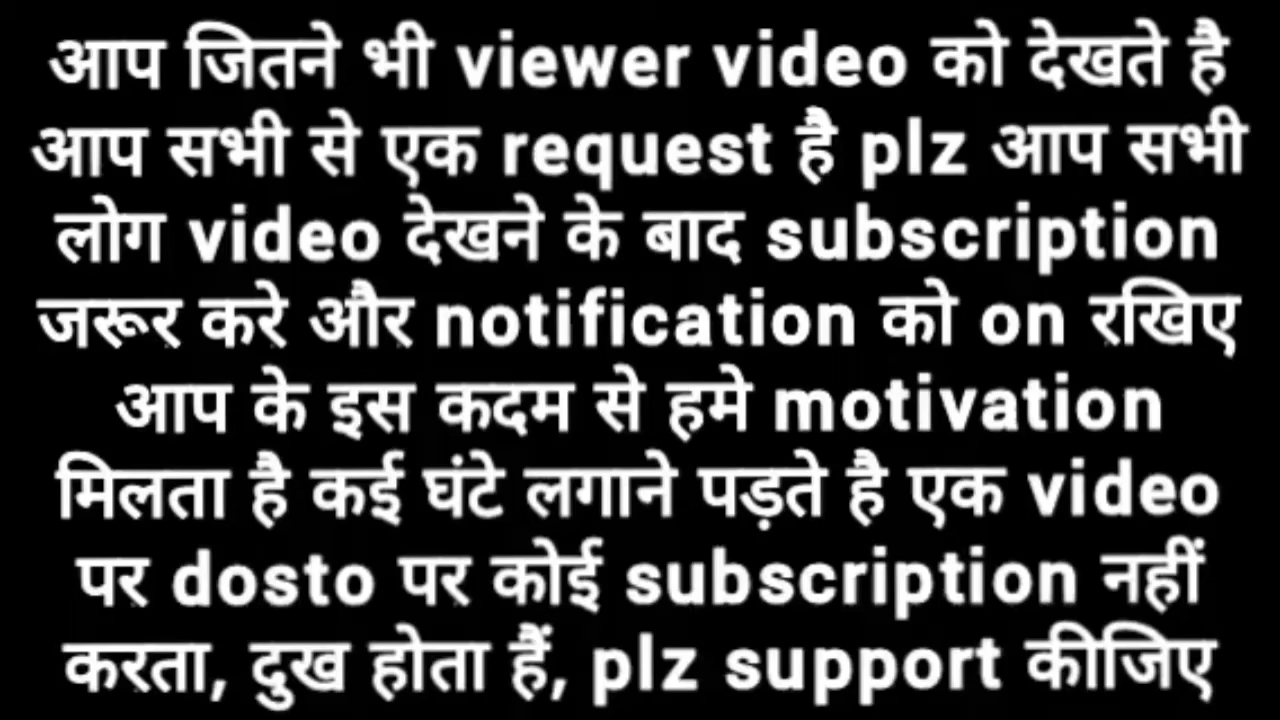 आप जितने भी viewer video को देखते है
आप सभी से एक request है plz आप सभी
लोग video देखने के बाद subscription
जरूर करे और notification को on रखिए
आप के इस कदम से हमे motivation
मिलता है कई घंटे लगाने पड़ते है एक video
पर dosto पर कोई subscription नहीं
करता, दुख होता हैं, plz support कीजिए